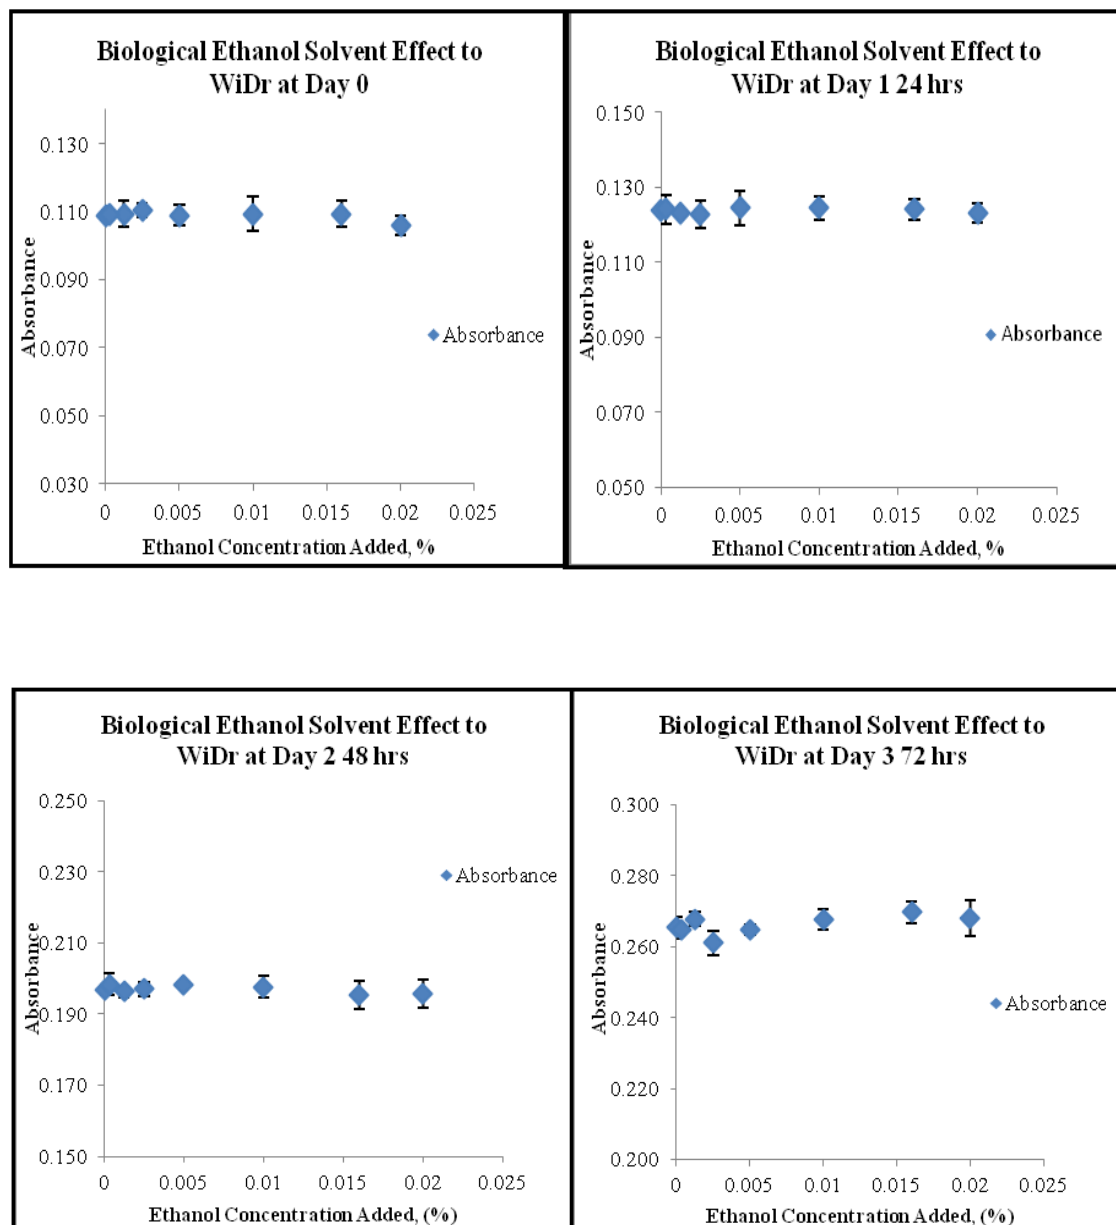 Biological Ethanol Solvent Effect to
WiDr at Day 0
0.130
0.110
0.090
0.070
0.050
0.030
Absorbance
Absorbance
0 0.005 0.01 0.015 0.02 0.025
Ethanol Concentration Added, %
Biological Ethanol Solvent Effect to
WiDr at Day 1 24 hrs
0.150
0.130
0.110
0.090
0.070
0.050
Absorbance
Absorbance
0 0.005 0.01 0.015 0.02 0.025
Ethanol Concentration Added, %
Biological Ethanol Solvent Effect to
WiDr at Day 2 48 hrs
0.250
0.230
0.210
0.190
0.170
0.150
Absorbance
Absorbance
0 0.005 0.01 0.015 0.02 0.025
Ethanol Concentration Added, (%)
Biological Ethanol Solvent Effect to
WiDr at Day 3 72 hrs
0.300
0.280
0.260
0.240
0.220
0.200
Absorbance
Absorbance
0 0.005 0.01 0.015 0.02 0.025
Ethanol Concentration Added, (%)